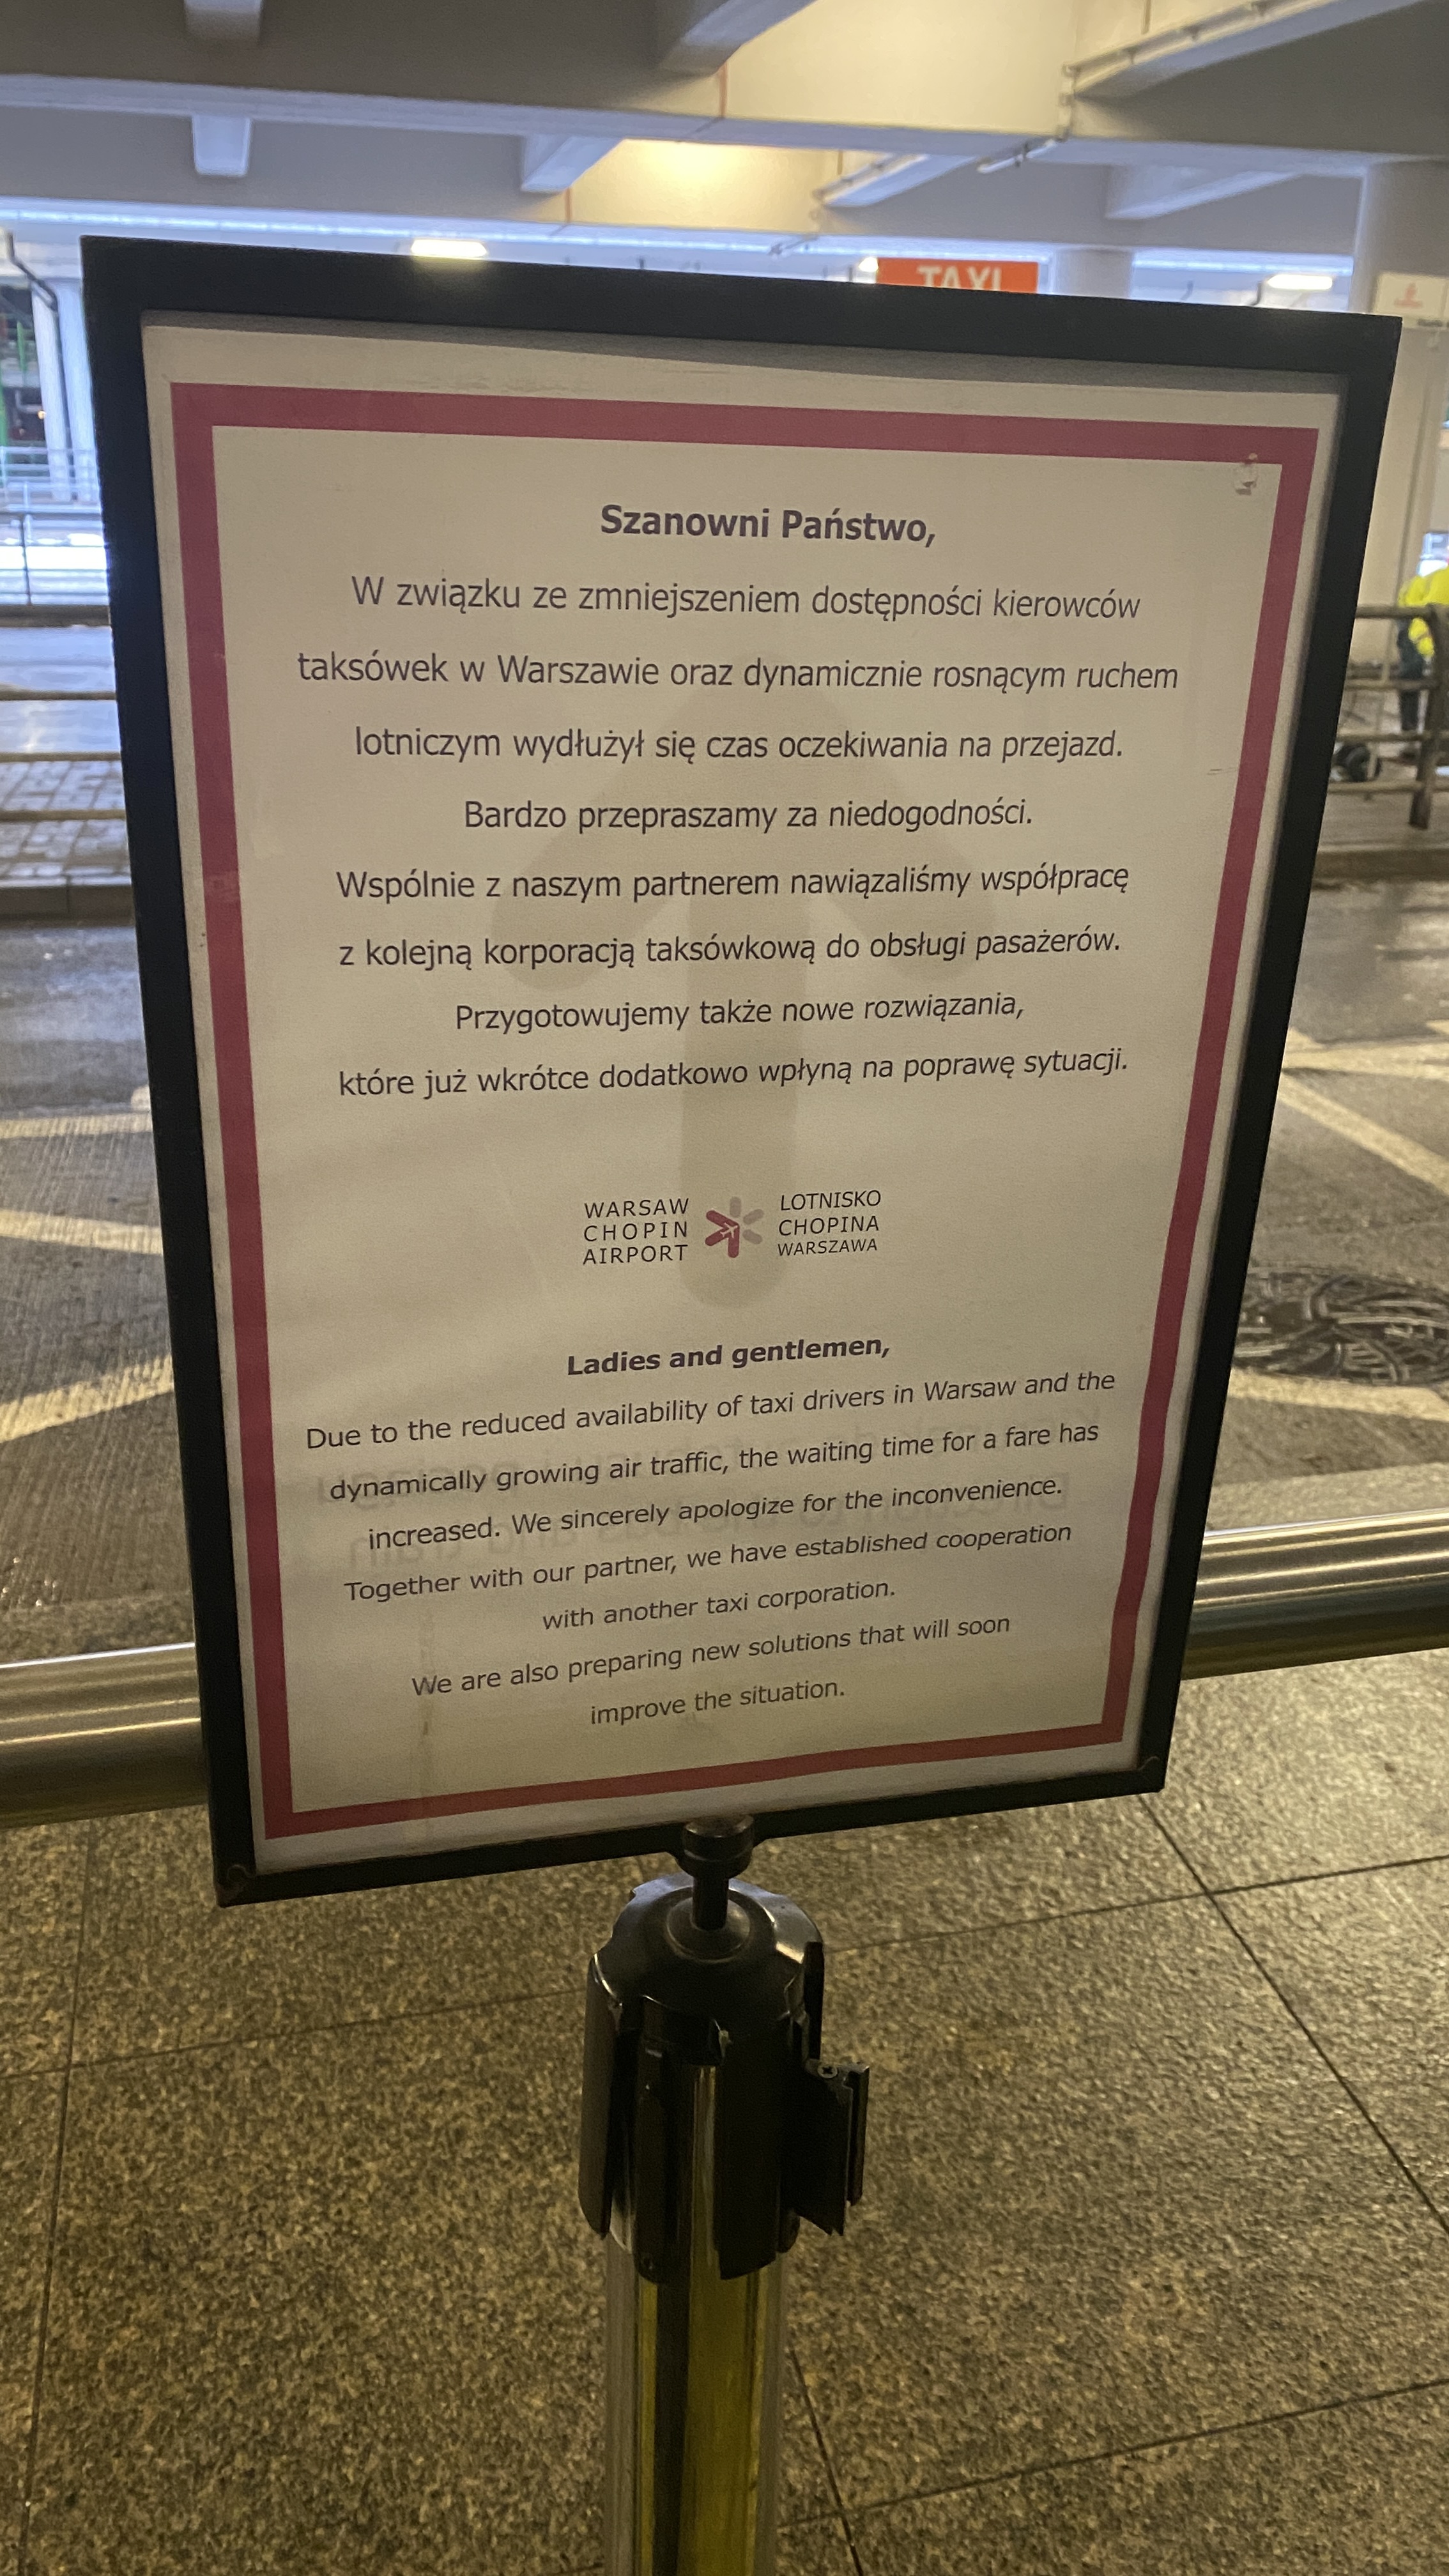 TAXI
Szanowni Państwo,
W związku ze zmniejszeniem dostępności kierowców
taksówek w Warszawie oraz dynamicznie rosnącym ruchem
lotniczym wydłużył się czas oczekiwania na przejazd.
Bardzo przepraszamy za niedogodności.
Wspólnie z naszym partnerem nawiązaliśmy współpracę
z kolejną korporacją taksówkową do obsługi pasażerów.
Przygotowujemy także nowe rozwiązania,
które już wkrótce dodatkowo wpłyną na poprawę sytuacji.
WARSAW
CHOPIN
AIRPORT
LOTNISKO
CHOPINA
WARSZAWA
Ladies and gentlemen,
Due to the reduced availability of taxi drivers in Warsaw and the
dynamically growing air traffic, the waiting time for a fare has
increased. We sincerely apologize for the inconvenience.
Together with our partner, we have established cooperation
with another taxi corporation.
We are also preparing new solutions that will soon
improve the situation.